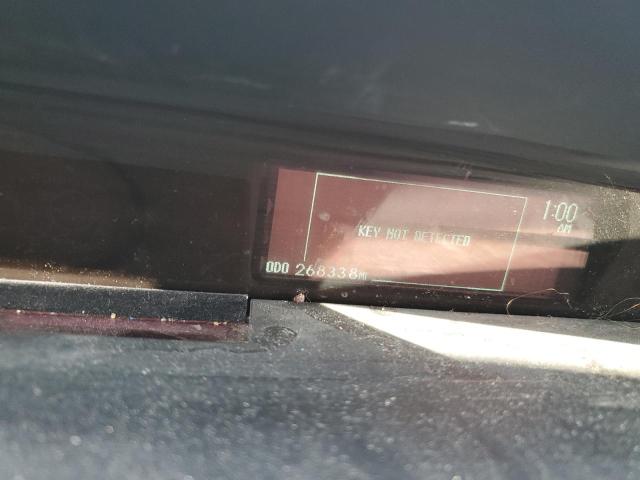 1:00
AM
KEY NOT DETECTED
ODO 268338MI